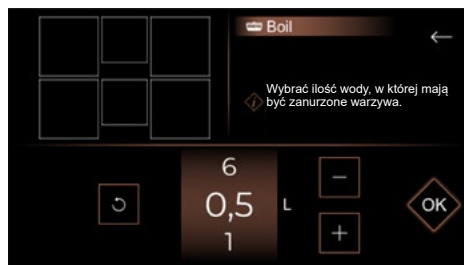 Boil
Wybrać ilość wody, w której mają
być zanurzone warzywa.
6
0,5 L
1
OK